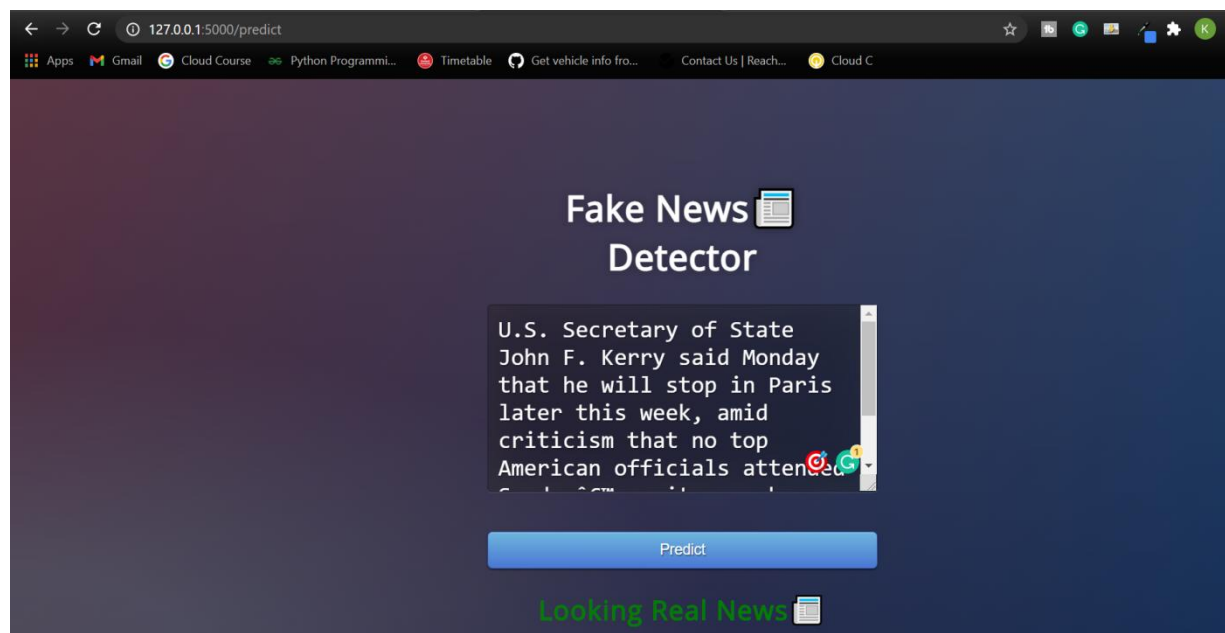 127.0.0.1:5000/predict
K
Apps Gmail Cloud Course Python Programmi... Timetable Get vehicle info fro... Contact Us | Reach... Cloud C
Fake News
Detector
U.S. Secretary of State
John F. Kerry said Monday
that he will stop in Paris
later this week, amid
criticism that no top
American officials attended
1
Predict
Looking Real News